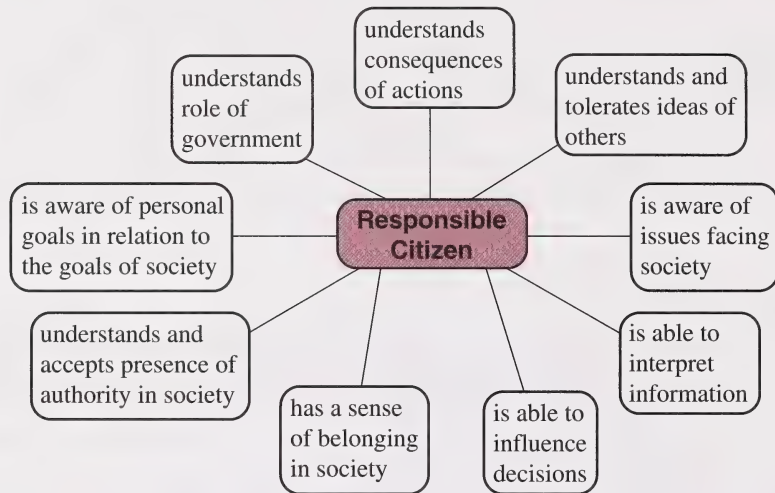 understands
consequences
of actions
understands
role of
government
understands and
tolerates ideas of
others
is aware of personal
goals in relation to
the goals of society
Responsible
Citizen
is aware of
issues facing
society
understands and
accepts presence of
authority in society
has a sense
of belonging
in society
is able to
influence
decisions
is able to
interpret
information